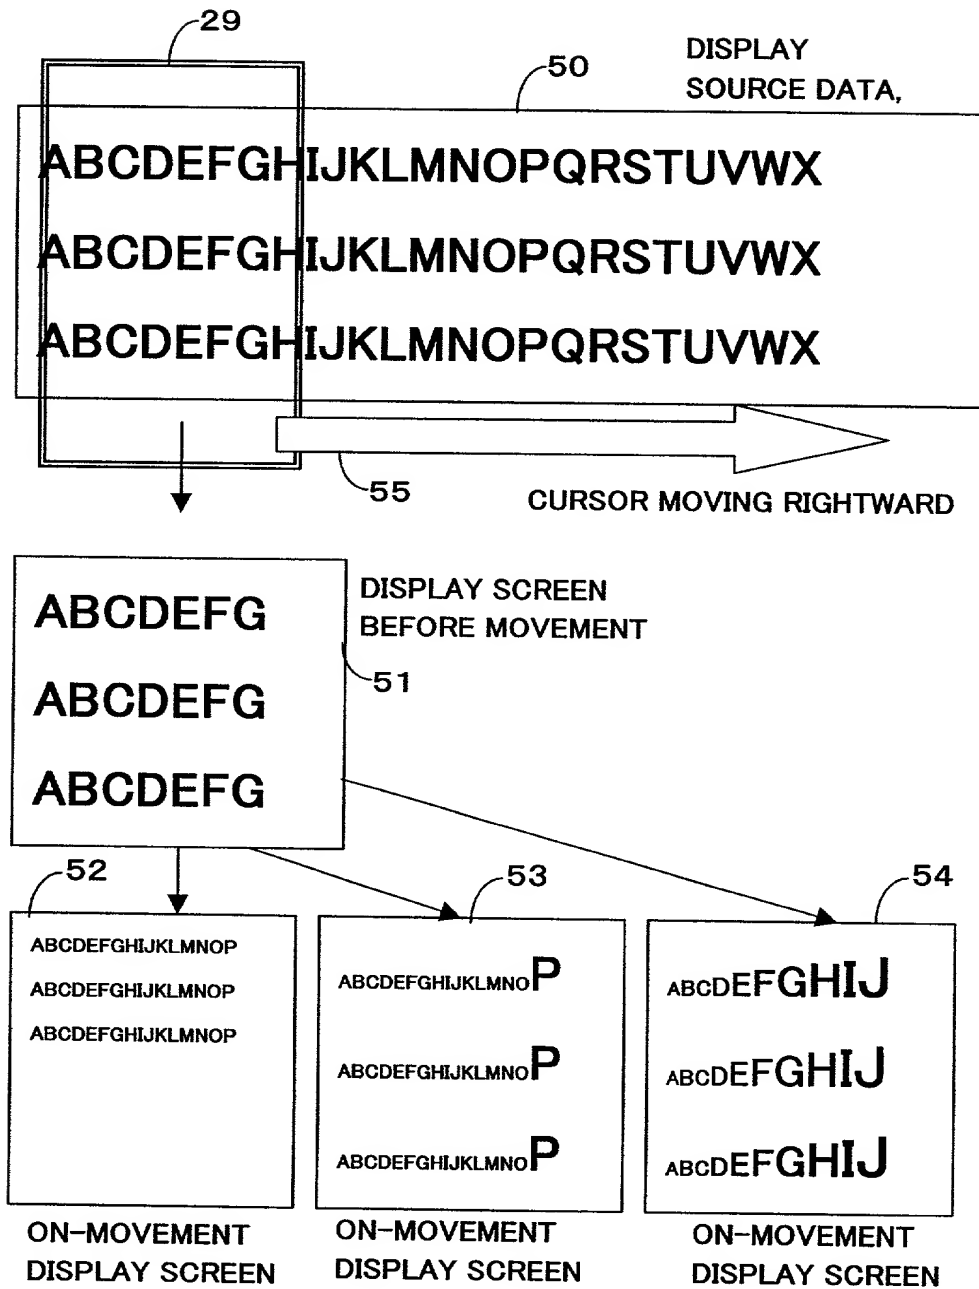 29
50
DISPLAY
SOURCE DATA,
ABCDEFGHIJKLMNOPQRSTUVWX
ABCDEFGHIJKLMNOPQRSTUVWX
ABCDEFGHIJKLMNOPQRSTUVWX
55
CURSOR MOVING RIGHTWARD
DISPLAY SCREEN
BEFORE MOVEMENT
51
ABCDEFG
ABCDEFG
ABCDEFG
52
53
54
ABCDEFGHIJKLMNOP
ABCDEFGHIJKLMNOP
ABCDEFGHIJKLMNOP
ABCDEFGHIJKLMNOP
ABCDEFGHIJKLMNOP
ABCDEFGHIJKLMNOP
ABCDEFGHIJ
ABCDEFGHIJ
ABCDEFGHIJ
ON-MOVEMENT
DISPLAY SCREEN
ON-MOVEMENT
DISPLAY SCREEN
ON-MOVEMENT
DISPLAY SCREEN